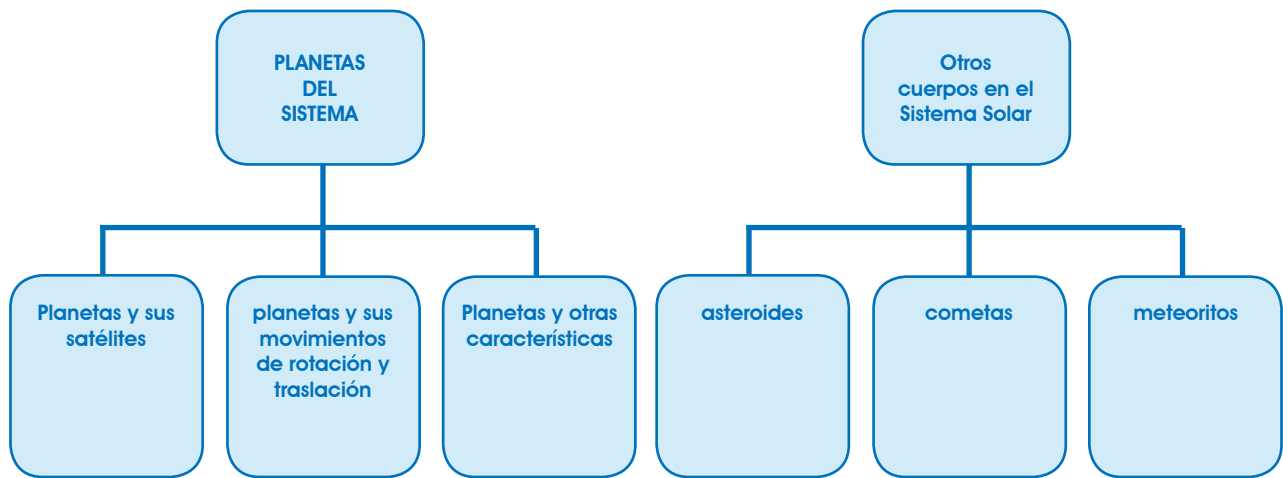 PLANETAS
DEL
SISTEMA
Otros
cuerpos en el
Sistema Solar
Planetas y sus
satélites
planetas y sus
movimientos
de rotación y
traslación
Planetas y otras
característícas
asteroides
cometas
meteoritos